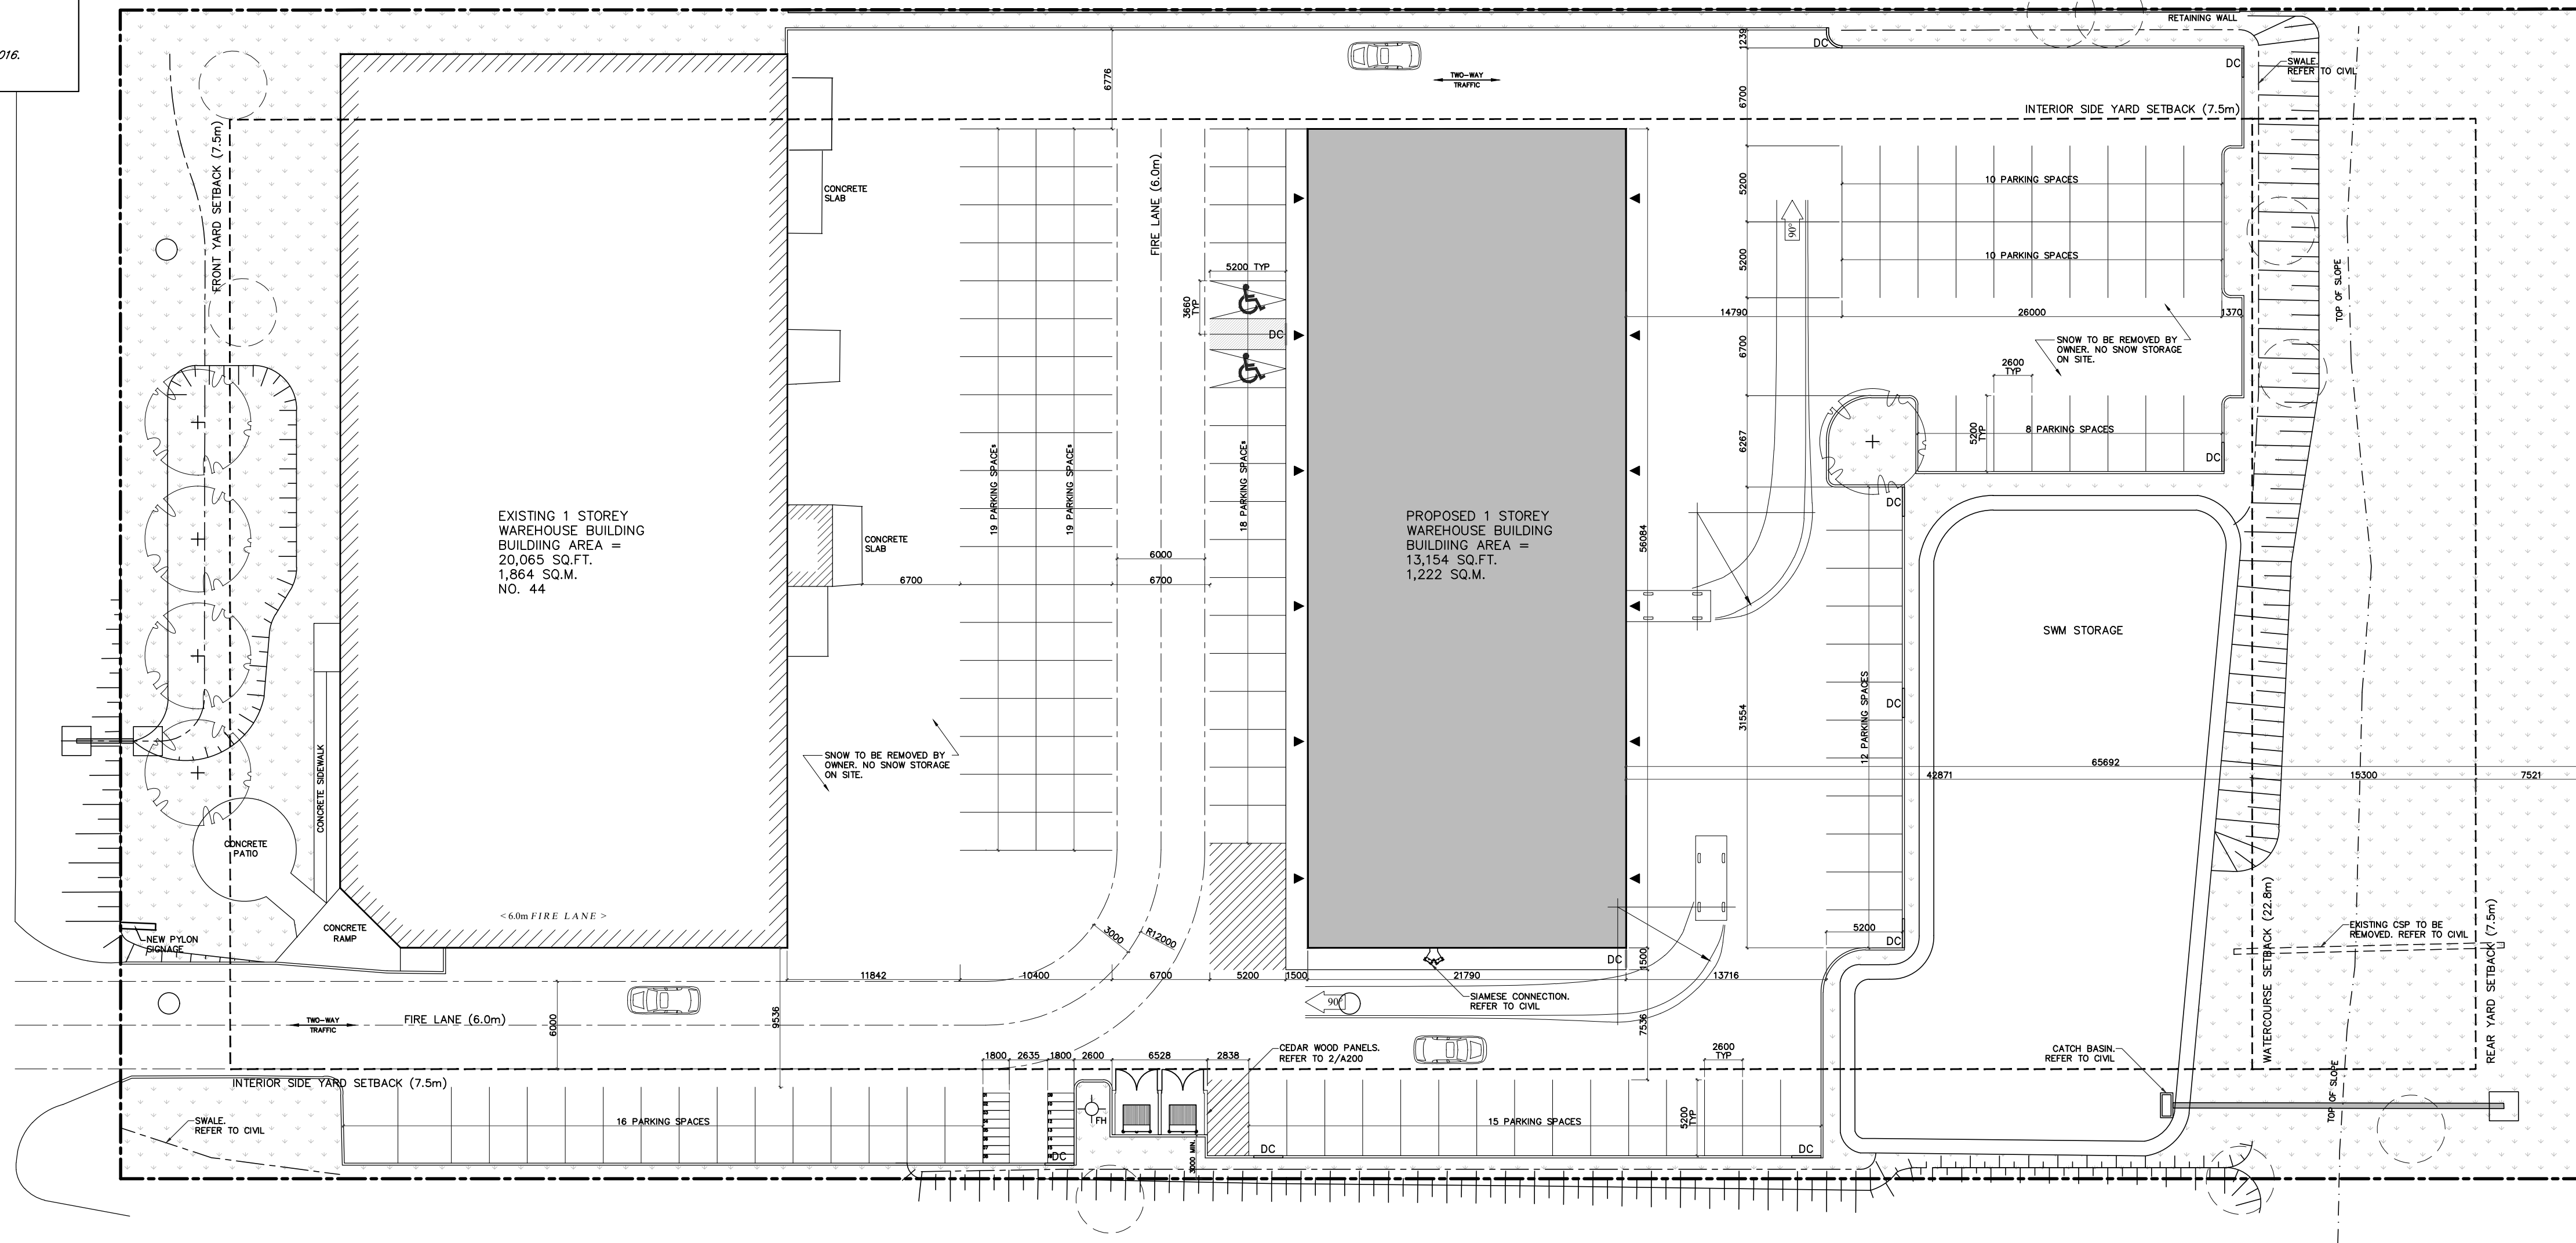 016.
RETAINING WALL
DC
1239
6776
TWO-WAY
TRAFFIC
DC
SWALE.
REFER TO CIVIL
6700
INTERIOR SIDE YARD SETBACK (7.5m)
FRONT YARD SETBACK (7.5m)
CONCRETE
SLAB
FIRE LANE (6.0m)
5200
10 PARKING SPACES
90°
5200
10 PARKING SPACES
5200 TYP
3660
TYP
DC
TOP OF SLOPE
14790
26000
1370
6700
SNOW TO BE REMOVED BY
OWNER. NO SNOW STORAGE
ON SITE.
2600
TYP
5200
TYP
8 PARKING SPACES
6267
DC
19 PARKING SPACEs
19 PARKING SPACEs
18 PARKING SPACEs
DC
EXISTING 1 STOREY
WAREHOUSE BUILDING
BUILDIING AREA =
20,065 SQ.FT.
1,864 SQ.M.
NO. 44
CONCRETE
SLAB
PROPOSED 1 STOREY
WAREHOUSE BUILDING
BUILDIING AREA =
13,154 SQ.FT.
1,222 SQ.M.
56084
6000
6700
6700
SWM STORAGE
31554
12 PARKING SPACES
DC
SNOW TO BE REMOVED BY
OWNER. NO SNOW STORAGE
ON SITE.
CONCRETE SIDEWALK
65692
42871
15300
7521
CONCRETE
PATIO
<6.0m FIRE LANE >
CONCRETE
RAMP
NEW PYLON
SIGNAGE
3000
R12000
5200
DC
WATERCOURSE SETBACK (22.8m)
EXISTING CSP TO BE
REMOVED. REFER TO CIVIL
REAR YARD SETBACK (7.5m)
DC
1500
11842
10400
6700
5200
1500
21790
13716
SIAMESE CONNECTION.
REFER TO CIVIL
90°
TWO-WAY
TRAFFIC
FIRE LANE (6.0m)
6000
9536
7536
CEDAR WOOD PANELS.
REFER TO 2/A200
1800
2635
1800
2600
6528
2838
2600
TYP
CATCH BASIN.
REFER TO CIVIL
INTERIOR SIDE YARD SETBACK (7.5m)
SWALE.
REFER TO CIVIL
16 PARKING SPACES
FH
15 PARKING SPACES
5200
TYP
TOP OF SLOPE
DC
3000 MIN.
DC
DC